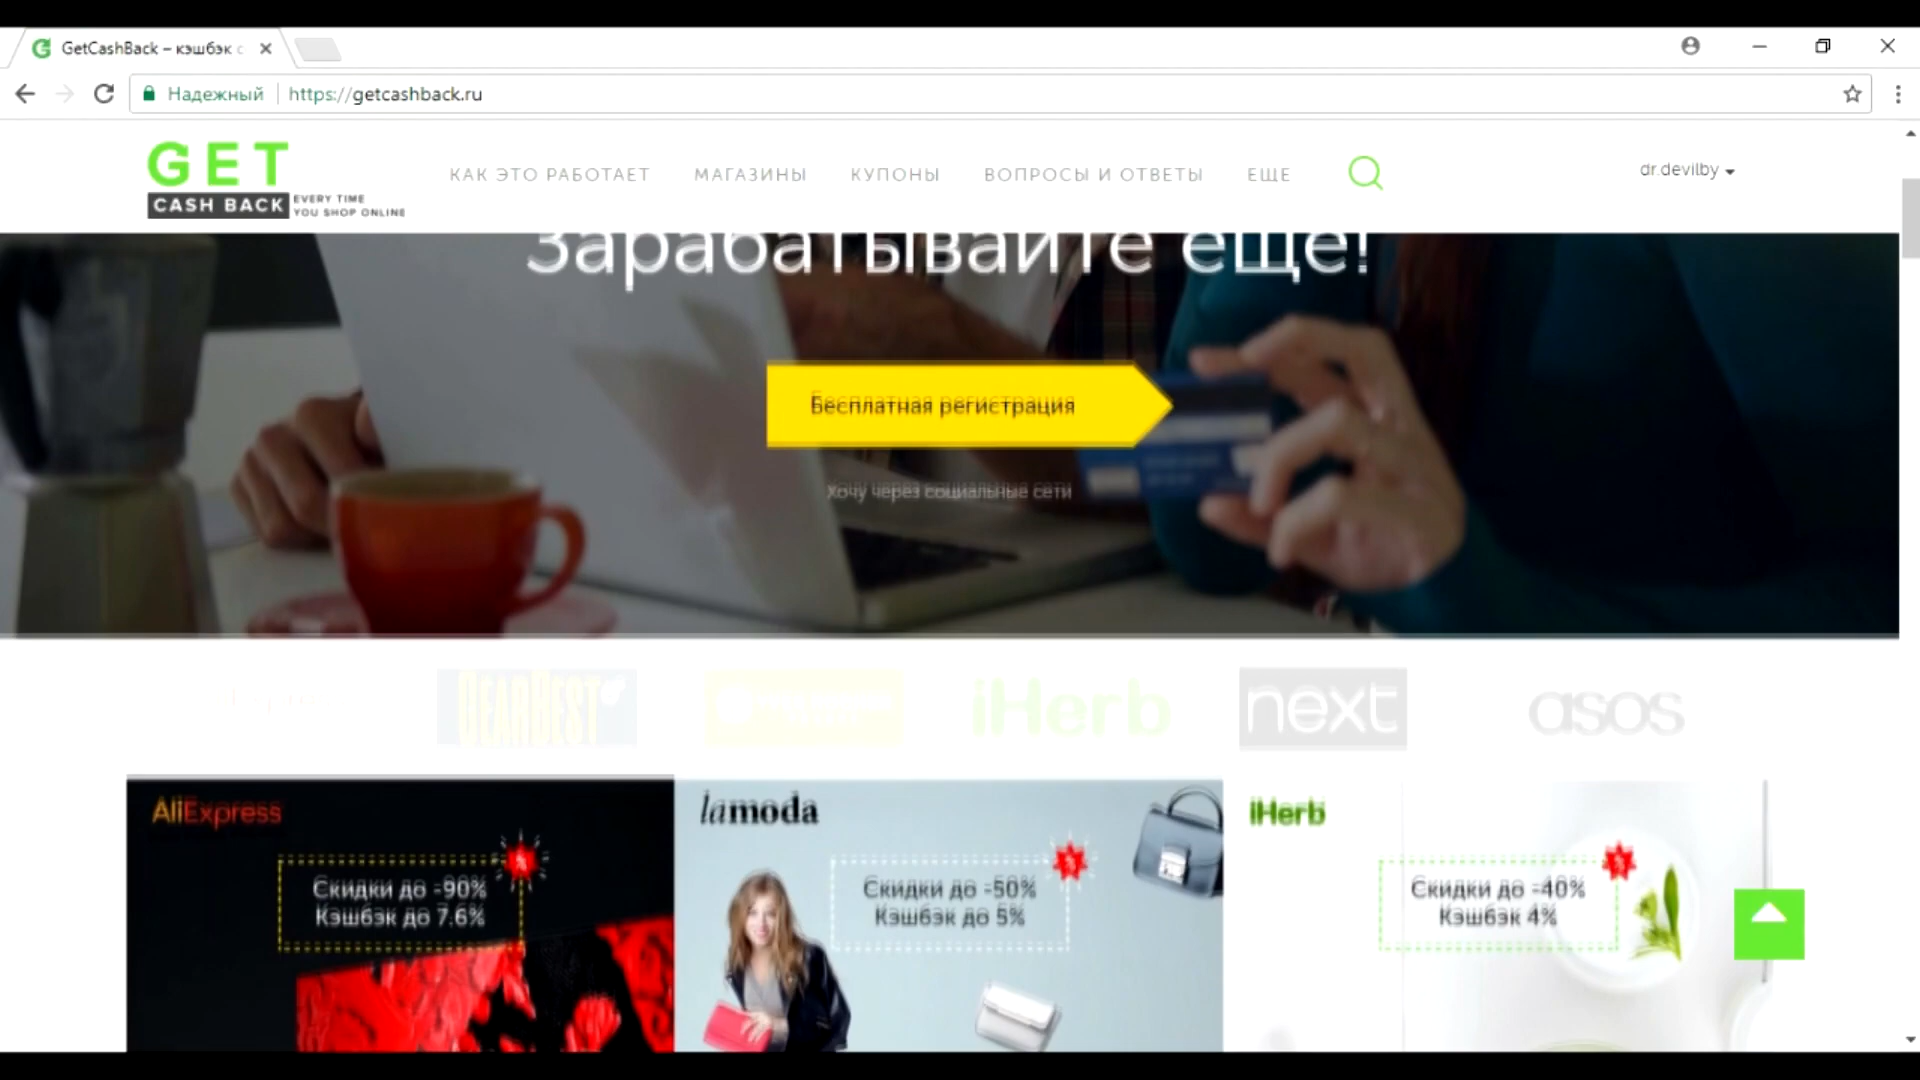 GetCashBack – кэшбэк с
Надежный
https://getcashback.ru
GET
CASH BACK
EVERY TIME
YOU SHOP ONLINE
КАК ЭТО РАБОТАЕТ
МАГАЗИНЫ
КУПОНЫ
ВОПРОСЫ И ОТВЕТЫ
ЕЩЕ
dr.devilby
Зарабатывайте еще!
Бесплатная регистрация
Хочу через социальные сети
GEARBEST
iHerb
next
asos
AliExpress
Скидки до -90%
Кэшбэк до 7.6%
lamoda
Скидки до -50%
Кэшбэк до 5%
iHerb
Скидки до -40%
Кэшбэк 4%